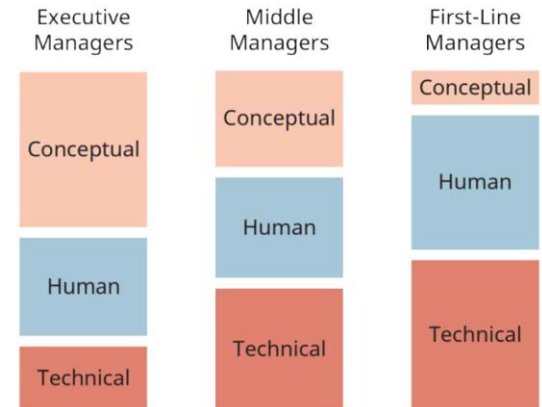 Executive
Managers
Conceptual
Human
Technical
Middle
Managers
Conceptual
Human
Technical
First-Line
Managers
Conceptual
Human
Technical